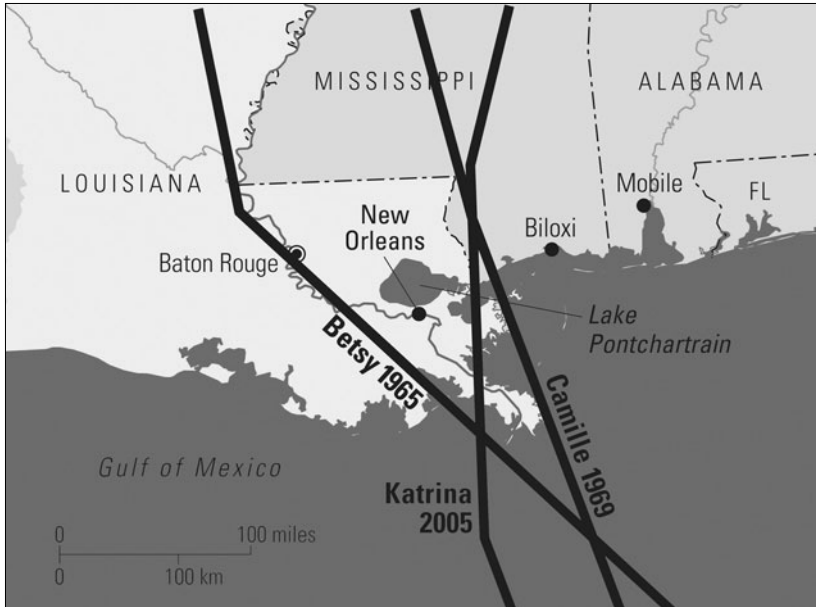 MISSISSIPPI
ALABAMA
LOUISIANA
Mobile
FL
New
Orleans
Biloxi
Baton Rouge
Lake
Pontchartrain
Betsy 1965
Camille 1969
Gulf of Mexico
Katrina
2005
0 100 miles
0 100 km